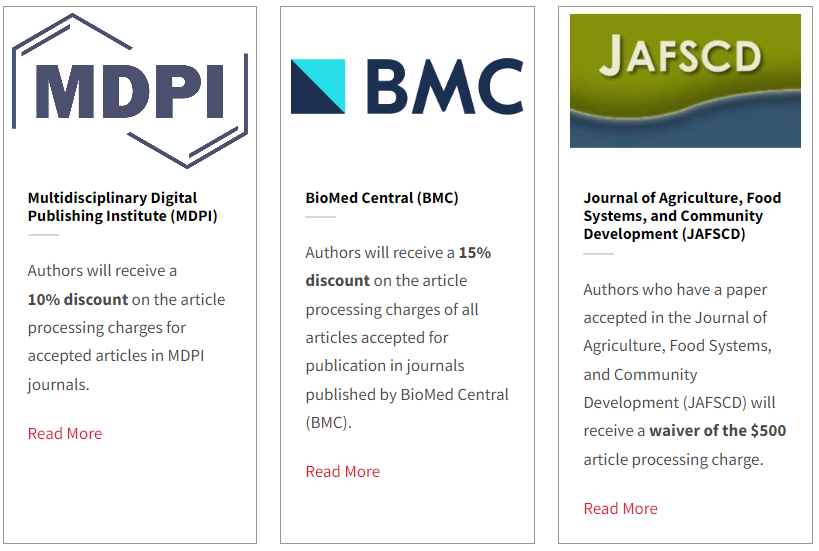 MDPI
Multidisciplinary Digital
Publishing Institute (MDPI)
Authors will receive a
10% discount on the article
processing charges for
accepted articles in MDPI
journals.
Read More
BMC
BioMed Central (BMC)
Authors will receive a 15%
discount on the article
processing charges of all
articles accepted for
publication in journals
published by BioMed Central
(BMC).
Read More
JAFSCD
Journal of Agriculture, Food
Systems, and Community
Development (JAFSCD)
Authors who have a paper
accepted in the Journal of
Agriculture, Food Systems,
and Community
Development (JAFSCD) will
receive a waiver of the $500
article processing charge.
Read More